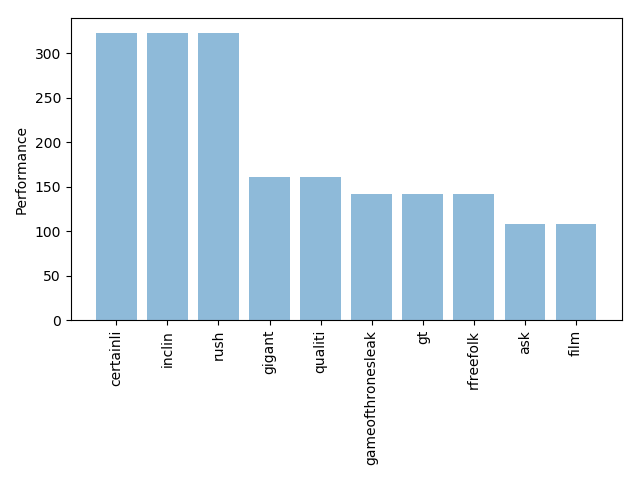 300
250
200
150
100
50
0
Performance
certainli
inclin
rush
gigant
qualiti
gameofthronesleak
gt
rfreefolk
ask
film